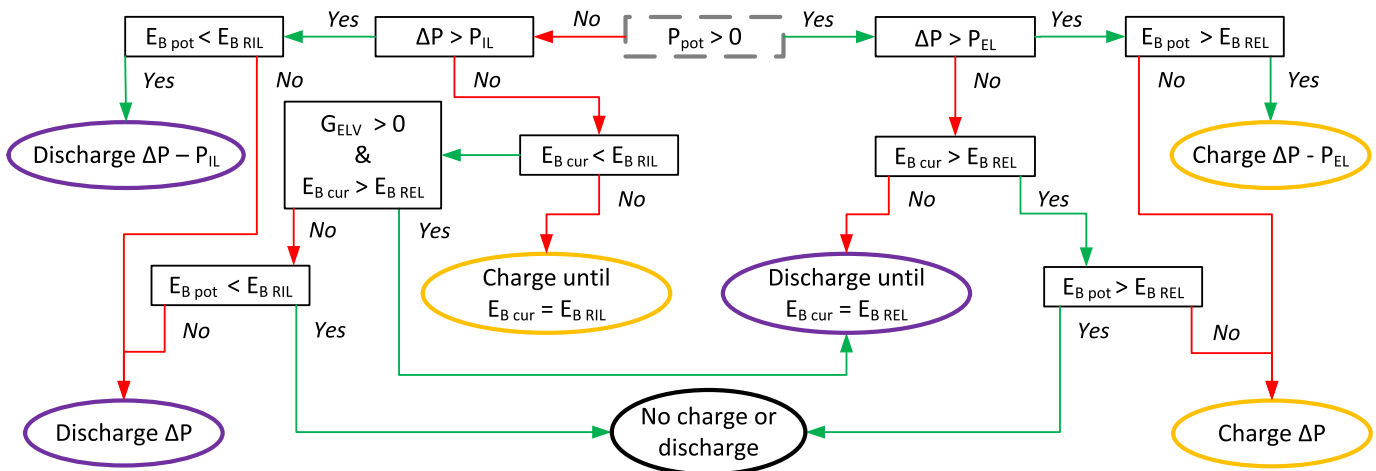 E_B pot < E_B RIL
Yes
ΔP > P_IL
No
P_pot > 0
Yes
ΔP > P_EL
Yes
E_B pot > E_B REL
Yes
No
No
No
No
Yes
Discharge ΔP – P_IL
G_ELV > 0
&
E_B cur > E_B REL
E_B cur < E_B RIL
E_B cur > E_B REL
Charge ΔP - P_EL
No
Yes
No
No
Yes
E_B pot < E_B RIL
Charge until
E_B cur = E_B RIL
Discharge until
E_B cur = E_B REL
E_B pot > E_B REL
No
Yes
Yes
No
Discharge ΔP
No charge or
discharge
Charge ΔP